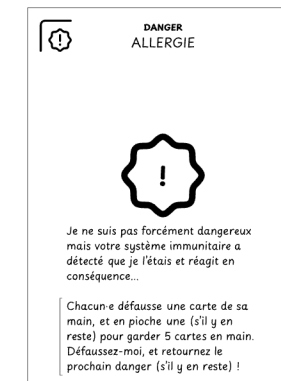 DANGER
ALLERGIE
!
!
Je ne suis pas forcément dangereux
mais votre système immunitaire a
détecté que je l'étais et réagit en
conséquence...
Chacun·e défausse une carte de sa
main, et en pioche une (s'il y en
reste) pour garder 5 cartes en main.
Défaussez-moi, et retournez le
prochain danger (s'il y en reste) !